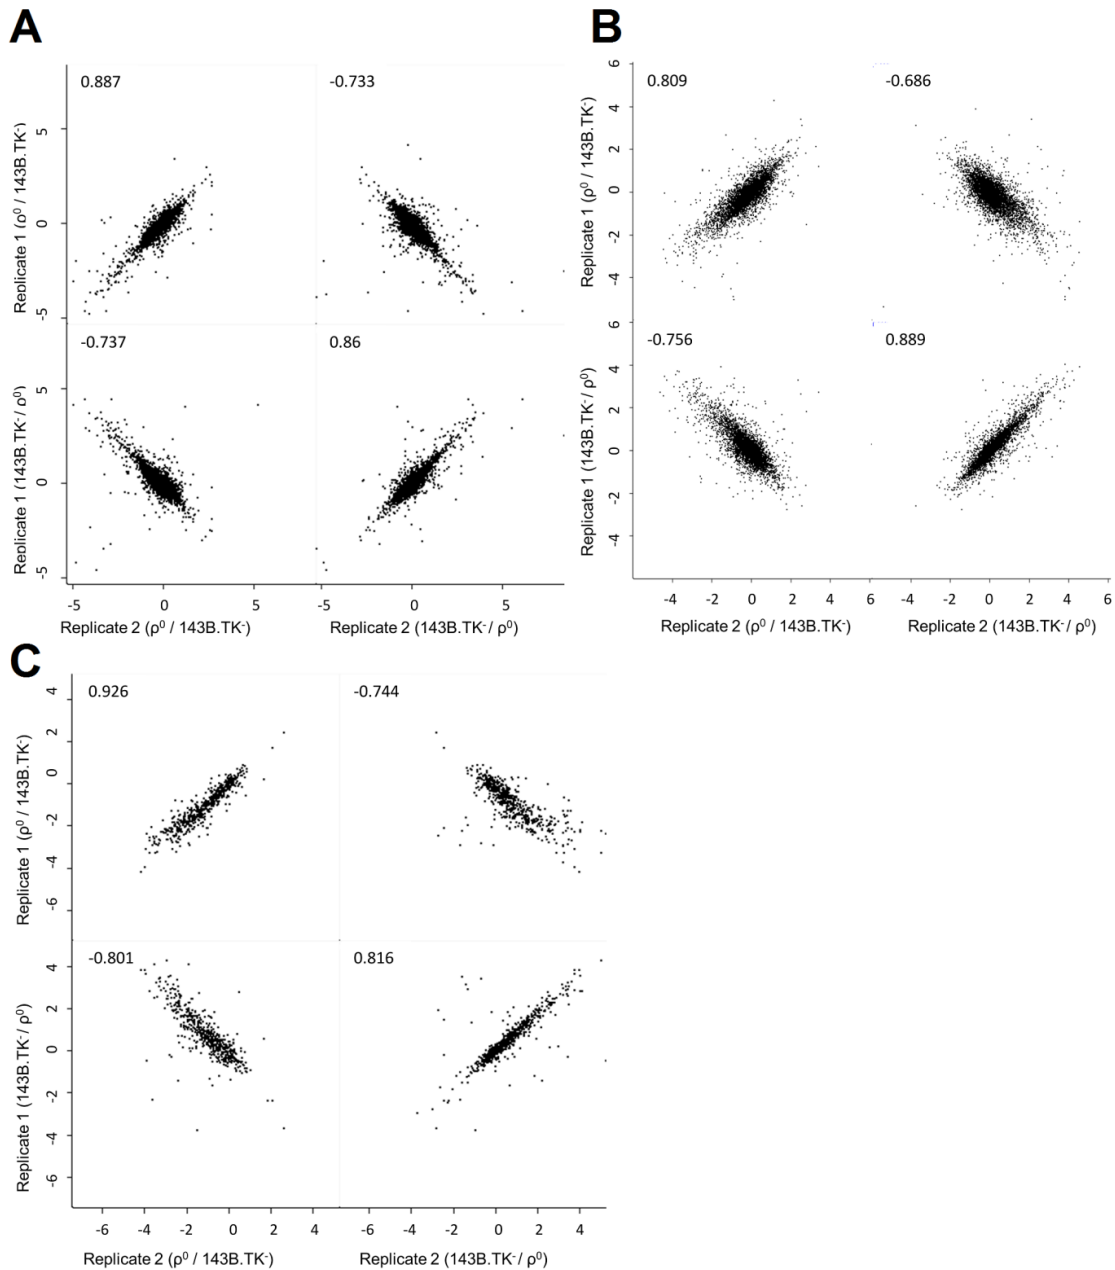 A
0.887
-0.733
Replicate 1 (ρ⁰ / 143B.TK⁻)
5
0
-5
-0.737
0.86
Replicate 1 (143B.TK⁻/ ρ⁰)
5
0
-5
-5 0 5 -5 0 5
Replicate 2 (ρ⁰ / 143B.TK⁻)
Replicate 2 (143B.TK⁻/ ρ⁰)
B
0.809
-0.686
Replicate 1 (ρ⁰ / 143B.TK⁻)
6
4
2
0
-2
-4
-0.756
0.889
Replicate 1 (143B.TK⁻/ ρ⁰)
6
4
2
0
-2
-4
-4 -2 0 2 4 6 -4 -2 0 2 4 6
Replicate 2 (ρ⁰ / 143B.TK⁻)
Replicate 2 (143B.TK⁻/ ρ⁰)
C
0.926
-0.744
Replicate 1 (ρ⁰ / 143B.TK⁻)
4
2
0
-2
-4
-6
-0.801
0.816
Replicate 1 (143B.TK⁻/ ρ⁰)
4
2
0
-2
-4
-6
-6 -4 -2 0 2 4 -6 -4 -2 0 2 4
Replicate 2 (ρ⁰ / 143B.TK⁻)
Replicate 2 (143B.TK⁻/ ρ⁰)